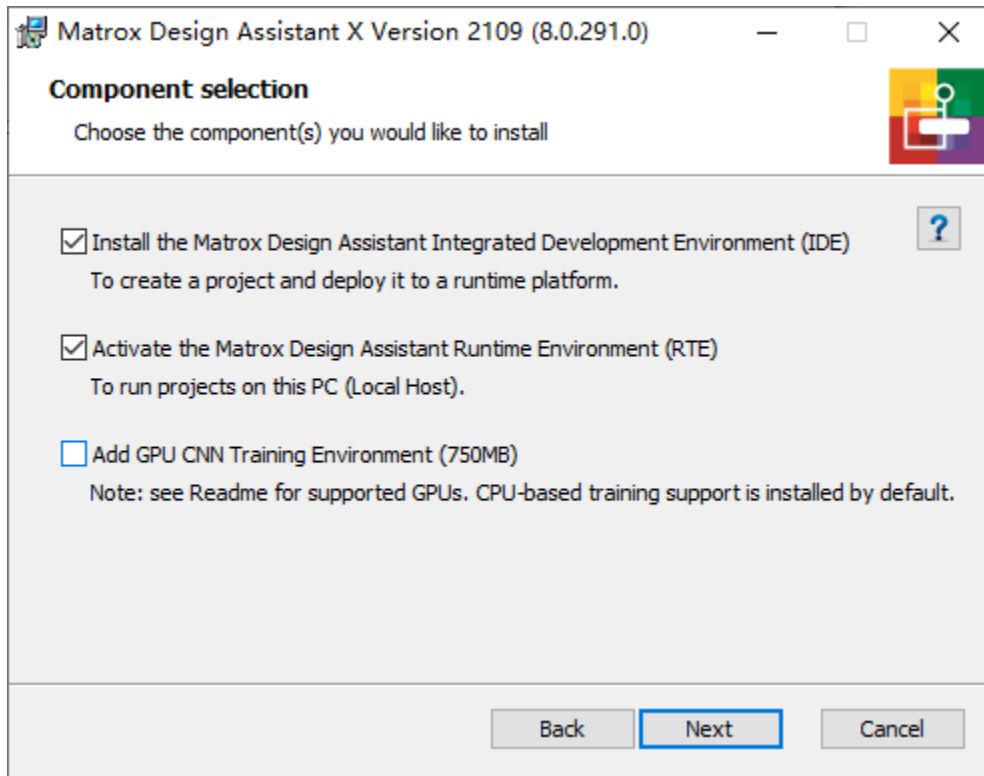 Matrox Design Assistant X Version 2109 (8.0.291.0)
Component selection
Choose the component(s) you would like to install
?
Install the Matrox Design Assistant Integrated Development Environment (IDE)
To create a project and deploy it to a runtime platform.
Activate the Matrox Design Assistant Runtime Environment (RTE)
To run projects on this PC (Local Host).
Add GPU CNN Training Environment (750MB)
Note: see Readme for supported GPUs. CPU-based training support is installed by default.
Back Next Cancel